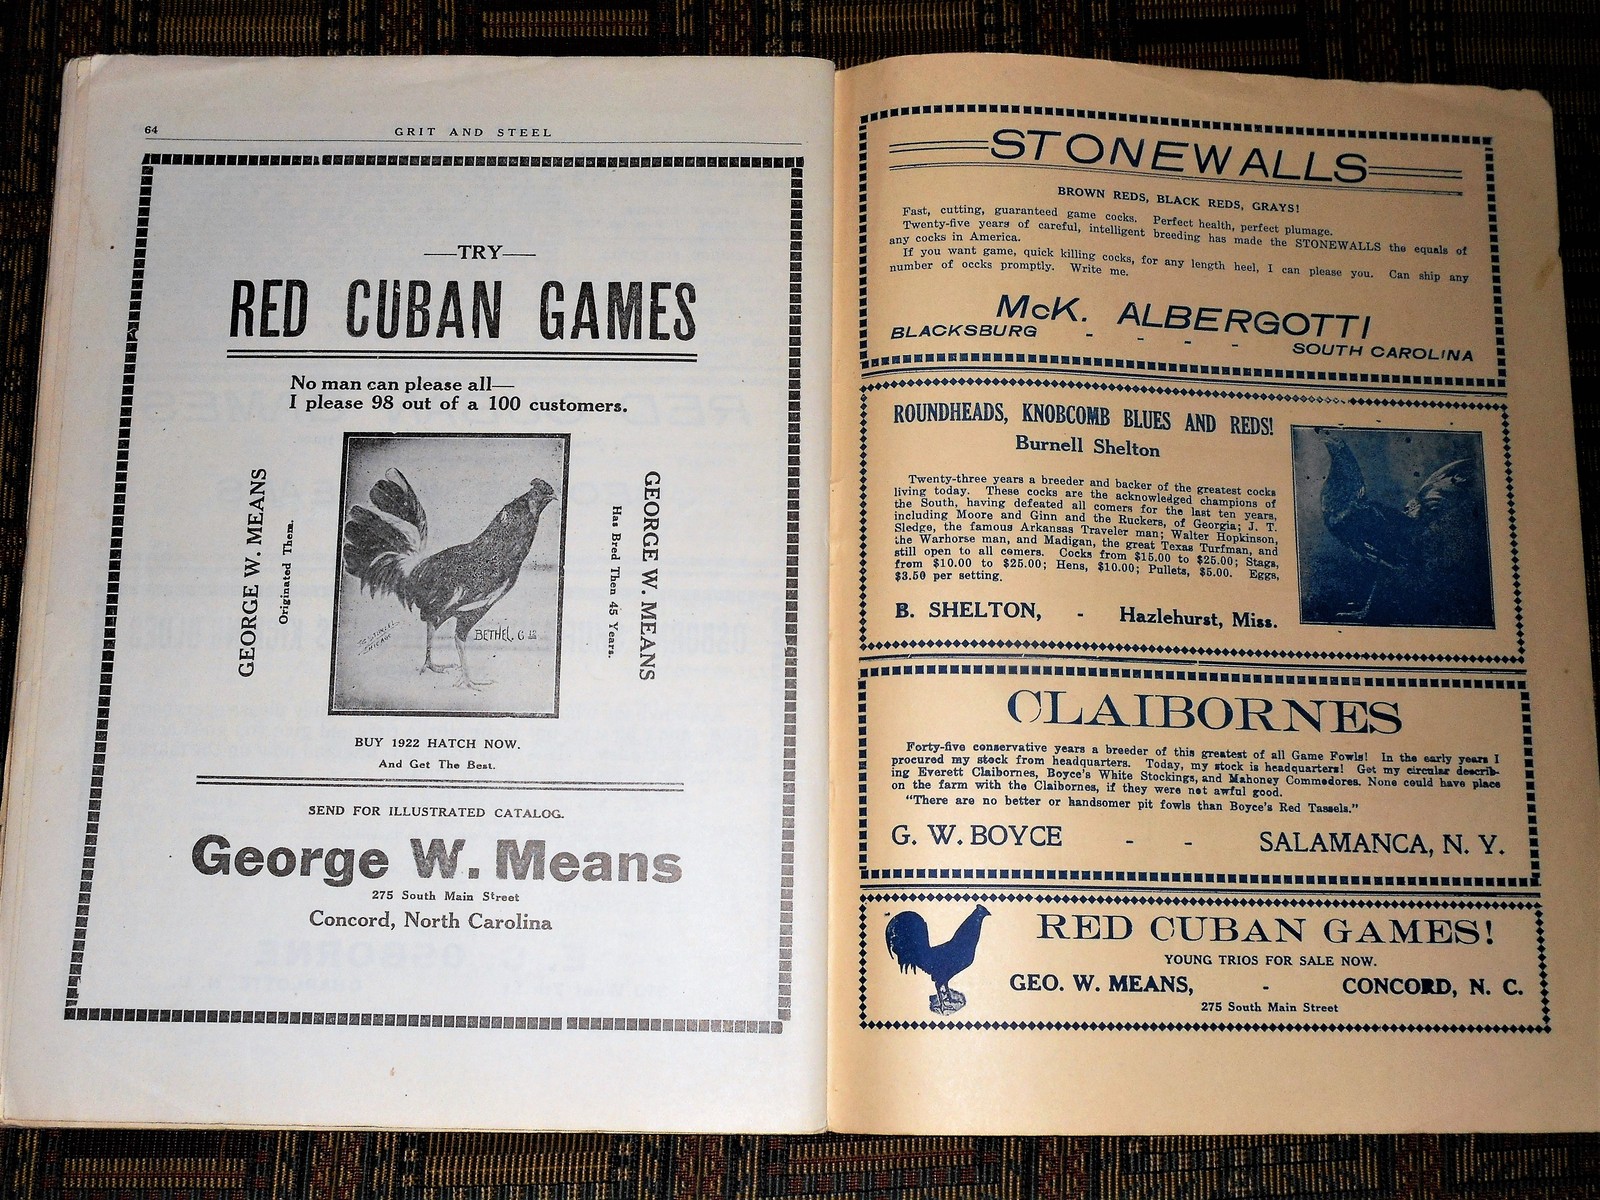 64
GRIT AND STEEL
—TRY—
RED CUBAN GAMES
No man can please all—
I please 98 out of a 100 customers.
GEORGE W. MEANS
Originated Them.
BETHEL. G
CHICAGO
Has Bred Then 45 Years.
GEORGE W. MEANS
BUY 1922 HATCH NOW.
And Get The Best.
SEND FOR ILLUSTRATED CATALOG.
George W. Means
275 South Main Street
Concord, North Carolina
STONEWALLS
BROWN REDS, BLACK REDS, GRAYS!
Fast, cutting, guaranteed game cocks. Perfect health, perfect plumage.
Twenty-five years of careful, intelligent breeding has made the STONEWALLS the equals of
any cocks in America.
If you want game, quick killing cocks, for any length heel, I can please you. Can ship any
number of occks promptly. Write me.
McK. ALBERGOTTI
BLACKSBURG - - - - SOUTH CAROLINA
ROUNDHEADS, KNOBCOMB BLUES AND REDS!
Burnell Shelton
Twenty-three years a breeder and backer of the greatest cocks
living today. These cocks are the acknowledged champions of
the South, having defeated all comers for the last ten years,
including Moore and Ginn and the Ruckers, of Georgia; J. T.
Sledge, the famous Arkansas Traveler man; Walter Hopkinson,
the Warhorse man, and Madigan, the great Texas Turfman, and
still open to all comers. Cocks from $15.00 to $25.00; Stags,
from $10.00 to $25.00; Hens, $10.00; Pullets, $5.00. Eggs,
$3.50 per setting.
B. SHELTON, - Hazlehurst, Miss.
CLAIBORNES
Forty-five conservative years a breeder of this greatest of all Game Fowls! In the early years I
procured my stock from headquarters. Today, my stock is headquarters! Get my circular describ-
ing Everett Claibornes, Boyce's White Stockings, and Mahoney Commodores. None could have place
on the farm with the Claibornes, if they were not awful good.
"There are no better or handsomer pit fowls than Boyce's Red Tassels."
G. W. BOYCE - - SALAMANCA, N. Y.
RED CUBAN GAMES!
YOUNG TRIOS FOR SALE NOW.
GEO. W. MEANS, - CONCORD, N. C.
275 South Main Street